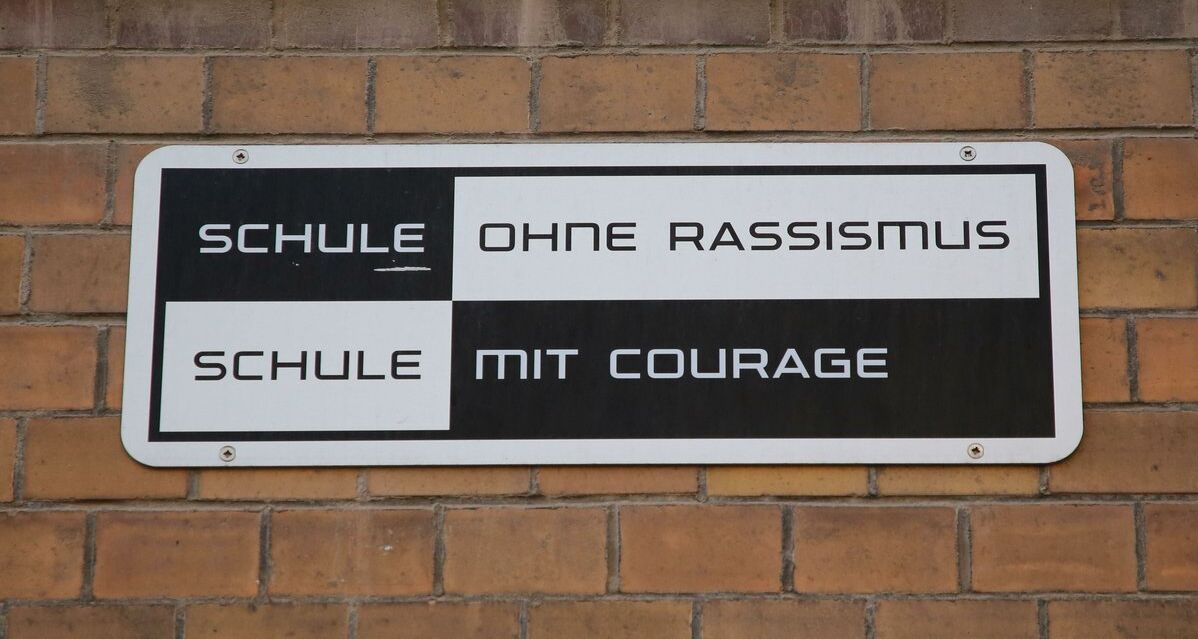 SCHULE OHNE RASSISMUS
SCHULE MIT COURAGE